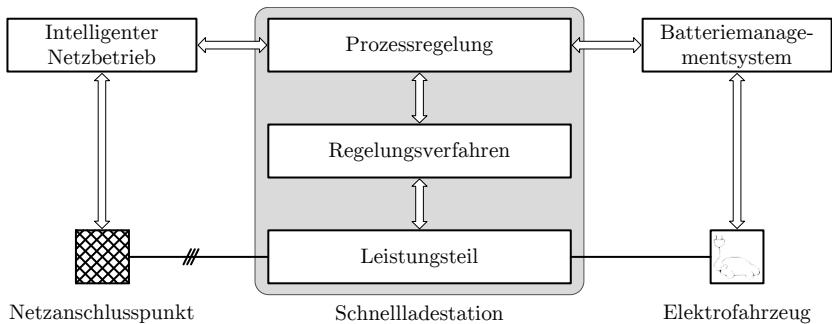 Intelligenter
Netzbetrieb
Prozessregelung
Batteriemanage-
mentsystem
Regelungsverfahren
Leistungsteil
Netzanschlusspunkt
Schnellladestation
Elektrofahrzeug